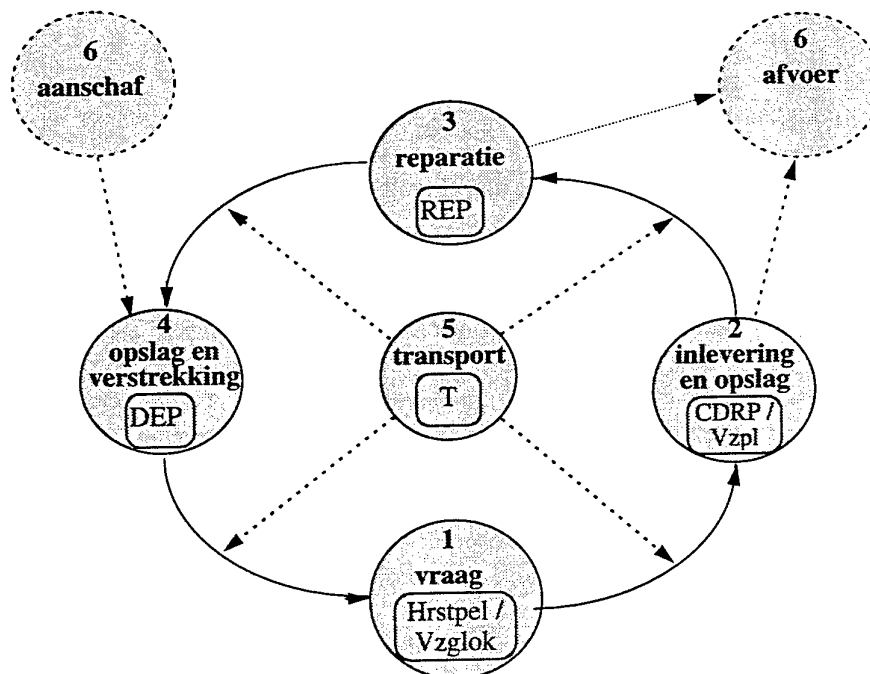 6
aanschaf
6
afvoer
3
reparatie
REP
4
opslag en
verstrekking
DEP
5
transport
T
2
inlevering
en opslag
CDRP /
Vzpl
1
vraag
Hrstpel /
Vzglok